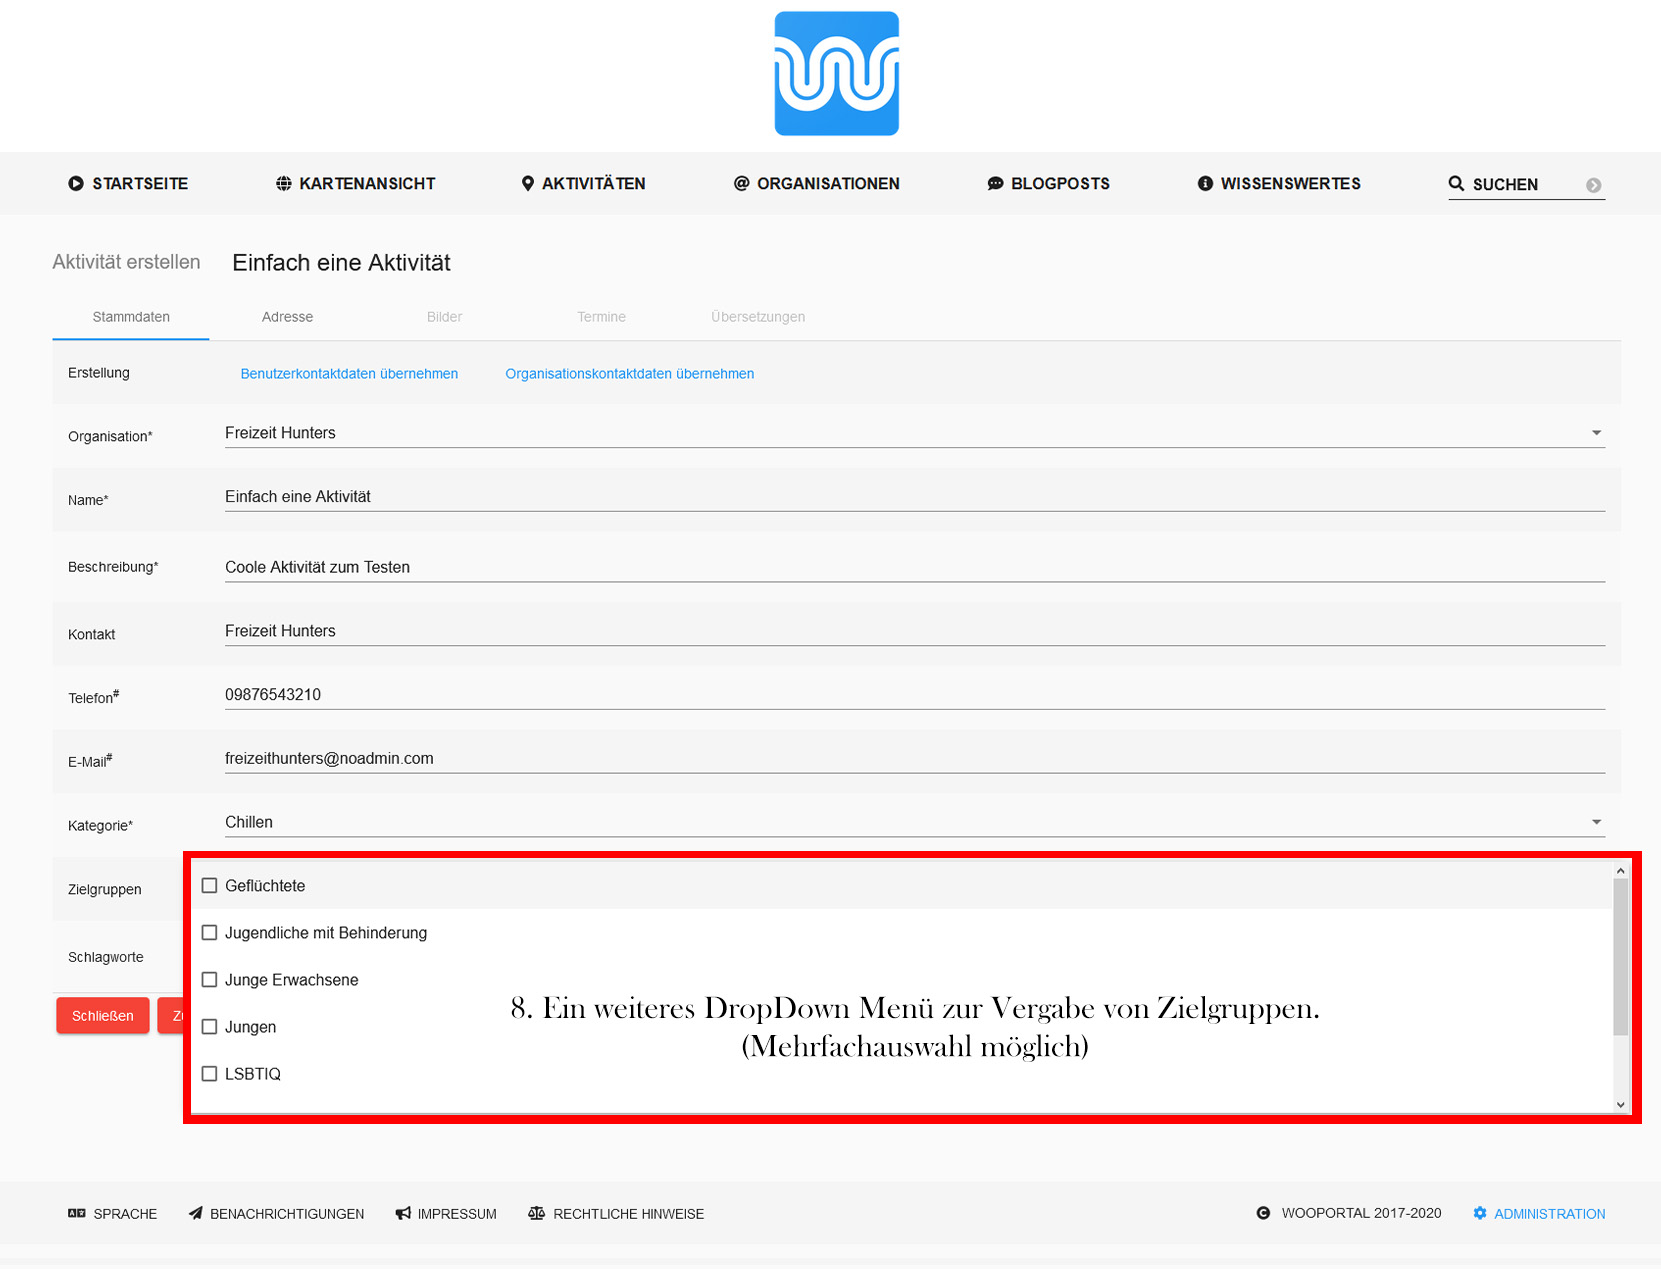 STARTSEITE KARTENANSICHT AKTIVITÄTEN ORGANISATIONEN BLOGPOSTS WISSENSWERTES SUCHEN
Aktivität erstellen Einfach eine Aktivität
Stammdaten Adresse Bilder Termine Übersetzungen
Erstellung Benutzerkontaktdaten übernehmen Organisationskontaktdaten übernehmen
Organisation* Freizeit Hunters
Name* Einfach eine Aktivität
Beschreibung* Coole Aktivität zum Testen
Kontakt Freizeit Hunters
Telefon# 09876543210
E-Mail# freizeithunters@noadmin.com
Kategorie* Chillen
Zielgruppen Geflüchtete
Jugendliche mit Behinderung
Schlagworte
Junge Erwachsene
8. Ein weiteres DropDown Menü zur Vergabe von Zielgruppen.
(Mehrfachauswahl möglich)
Schließen
Jungen
LSBTIQ
SPRACHE BENACHRICHTIGUNGEN IMPRESSUM RECHTLICHE HINWEISE WOOPORTAL 2017-2020 ADMINISTRATION